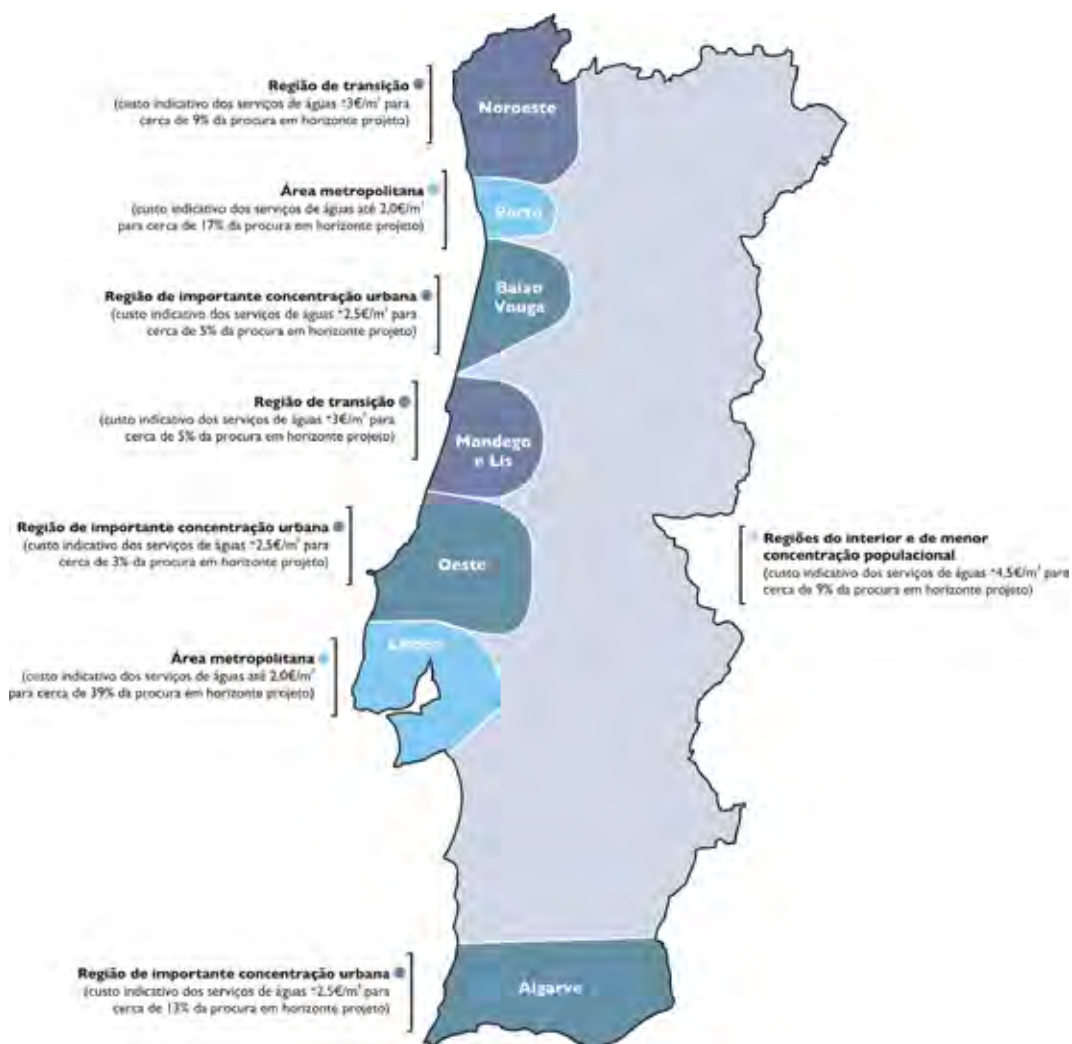 Região de transição
(custo indicativo dos serviços de águas ~3€/m³ para
cerca de 9% da procura em horizonte projeto)
Noroeste
Área metropolitana
(custo indicativo dos serviços de águas até 2,0€/m³
para cerca de 17% da procura em horizonte projeto)
Porto
Região de importante concentração urbana
(custo indicativo dos serviços de águas ~2,5€/m³ para
cerca de 5% da procura em horizonte projeto)
Baixo
Vouga
Região de transição
(custo indicativo dos serviços de águas ~3€/m³ para
cerca de 5% da procura em horizonte projeto)
Mondego
e Lis
Região de importante concentração urbana
(custo indicativo dos serviços de águas ~2,5€/m³ para
cerca de 3% da procura em horizonte projeto)
Oeste
Regiões do interior e de menor
concentração populacional
(custo indicativo dos serviços de águas ~4,5€/m³ para
cerca de 9% da procura em horizonte projeto)
Lisboa
Área metropolitana
(custo indicativo dos serviços de águas até 2,0€/m³
para cerca de 39% da procura em horizonte projeto)
Região de importante concentração urbana
(custo indicativo dos serviços de águas ~2,5€/m³ para
cerca de 13% da procura em horizonte projeto)
Algarve